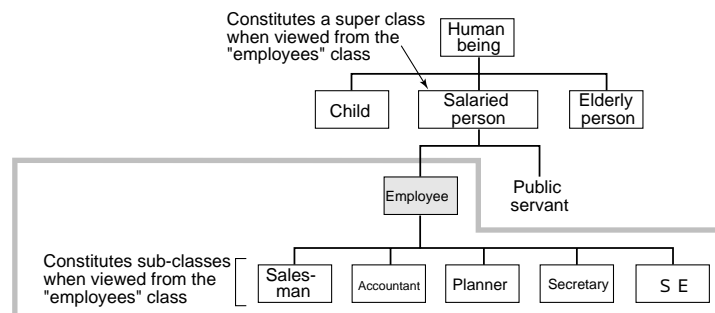 Constitutes a super class
when viewed from the
"employees" class
Human
being
Child
Salaried
person
Elderly
person
Employee
Public
servant
Constitutes sub-classes
when viewed from the
"employees" class
Sales-
man
Accountant
Planner
Secretary
S E